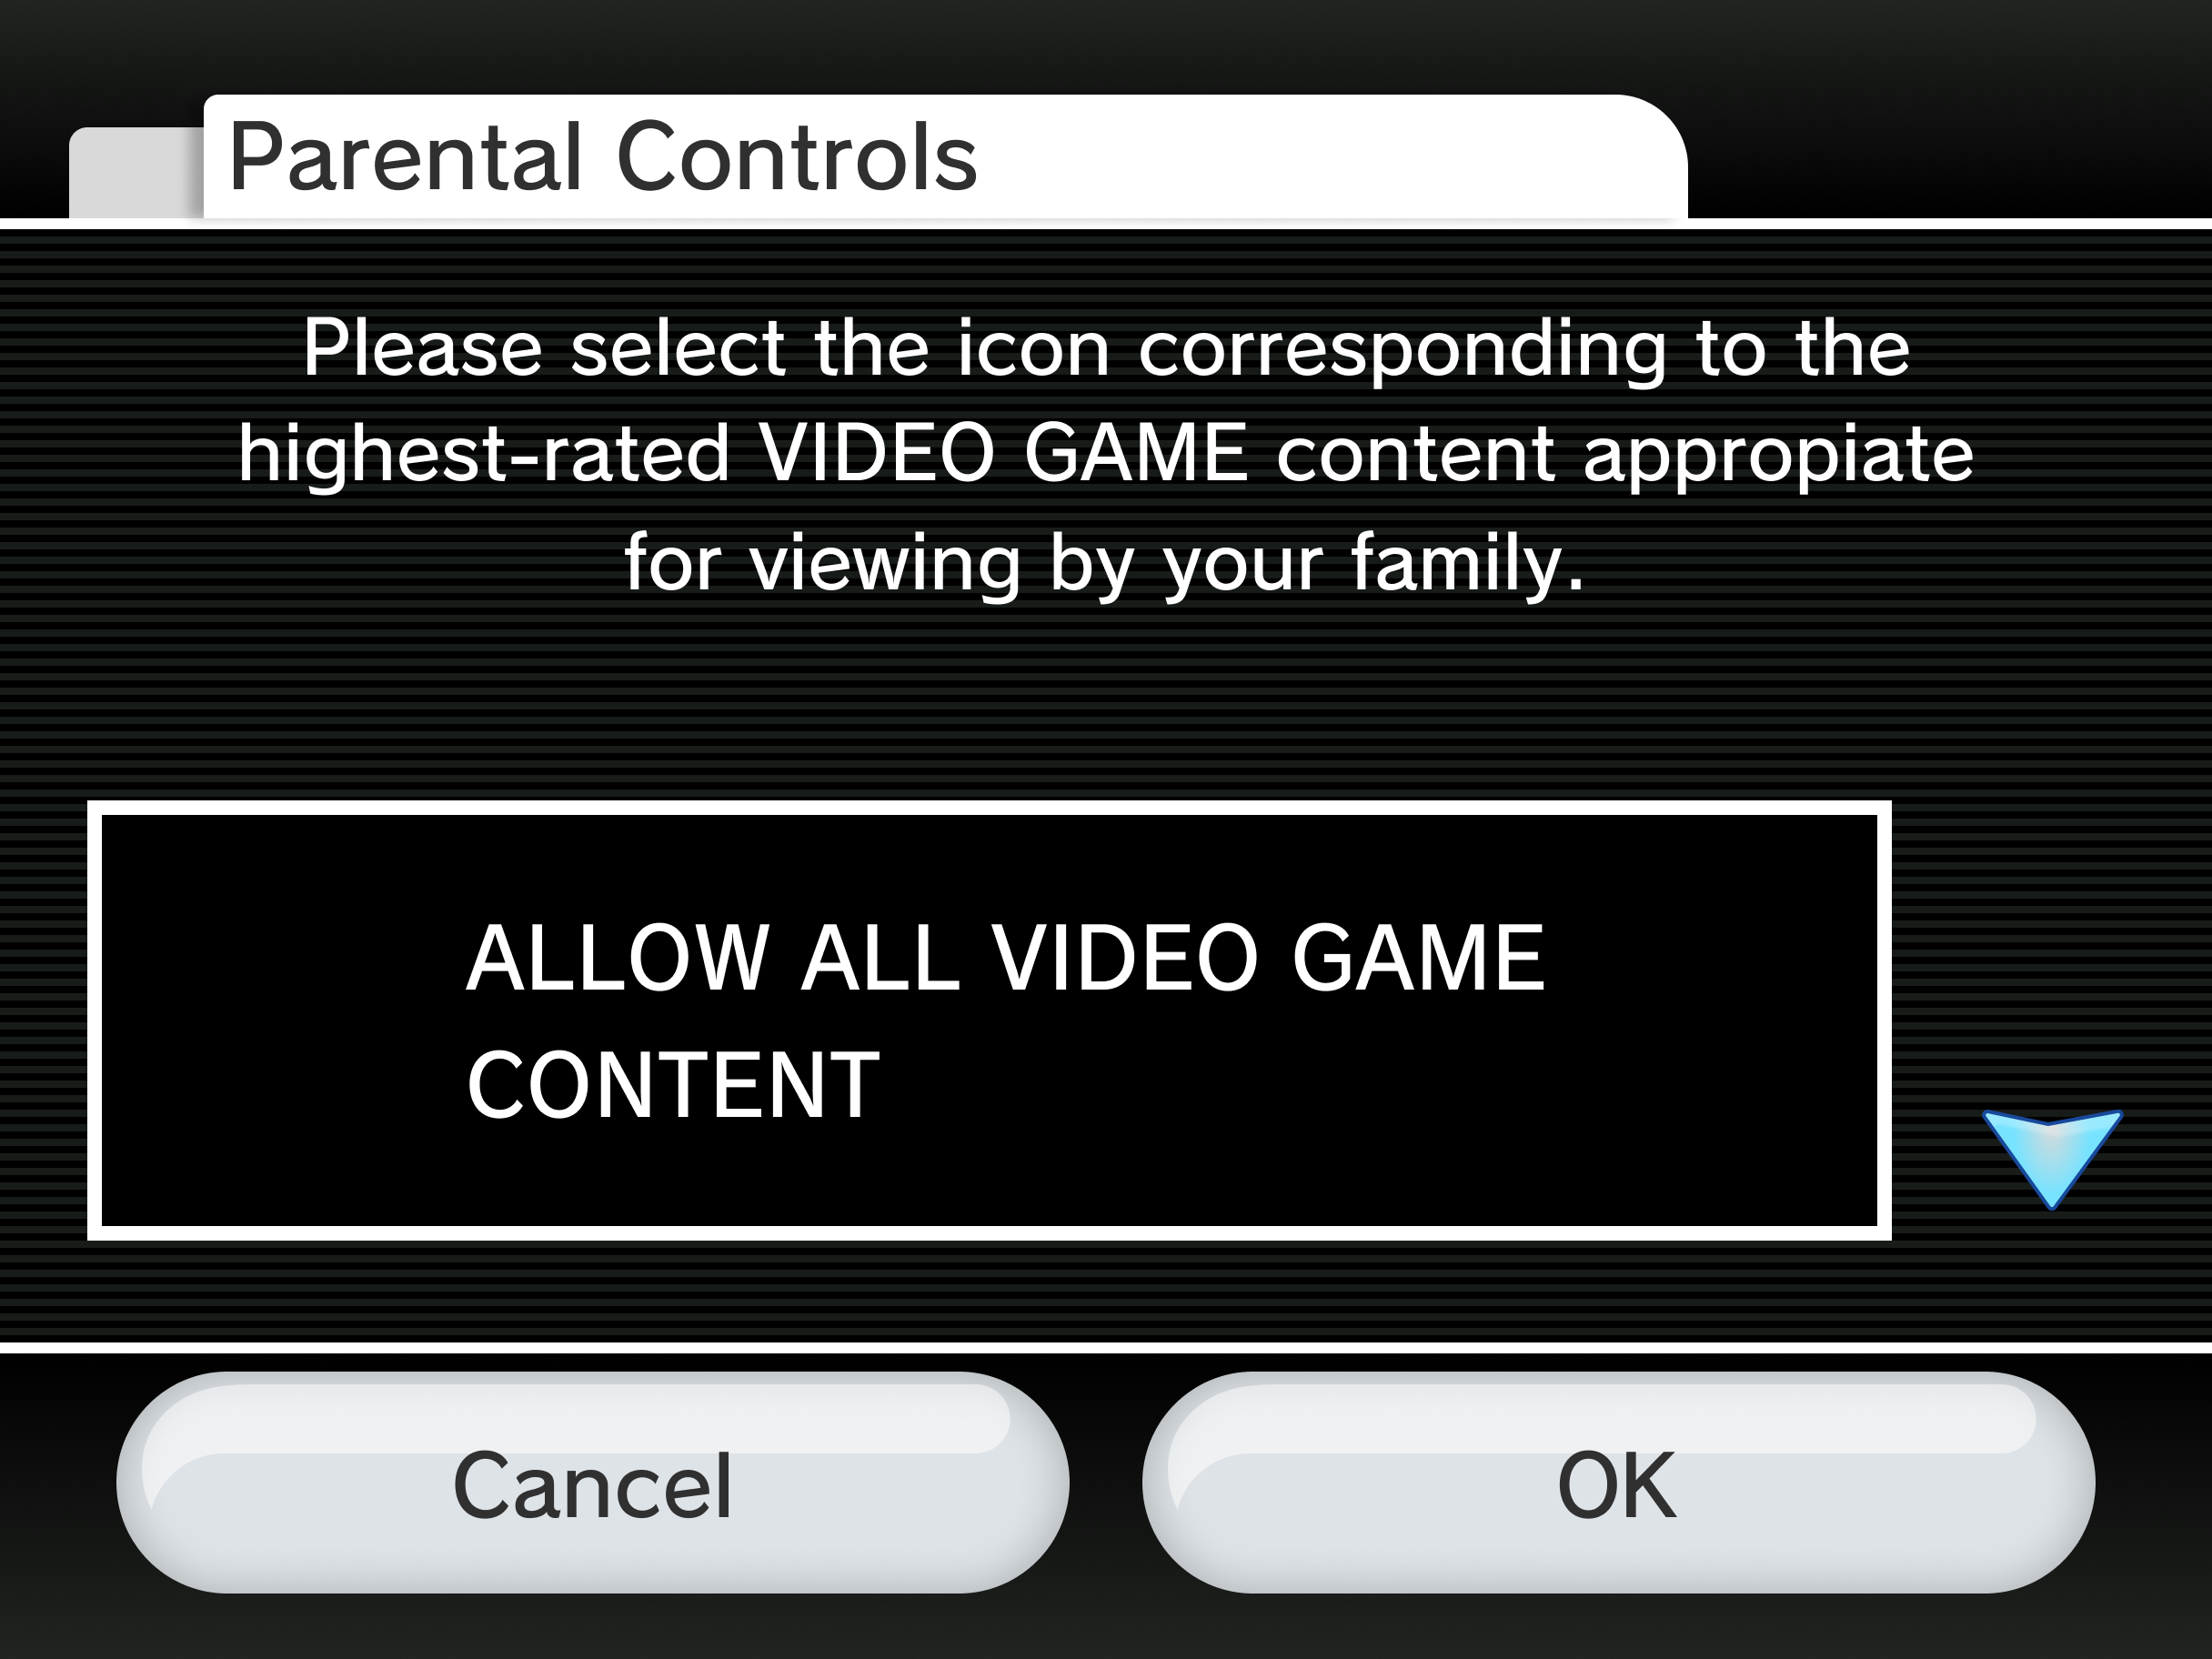 Parental Controls
Please select the icon corresponding to the
highest-rated VIDEO GAME content appropiate
for viewing by your family.
ALLOW ALL VIDEO GAME
CONTENT
Cancel
OK